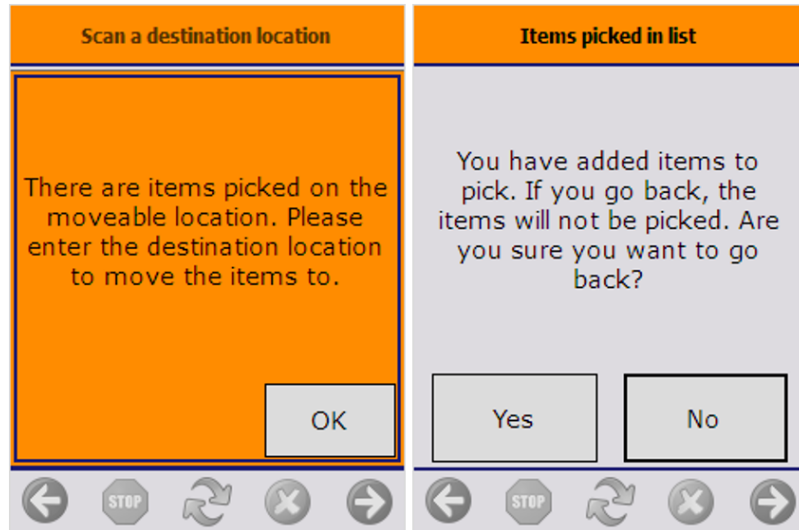 Scan a destination location
There are items picked on the
moveable location. Please
enter the destination location
to move the items to.
OK
STOP
Items picked in list
You have added items to
pick. If you go back, the
items will not be picked. Are
you sure you want to go
back?
Yes
No
STOP